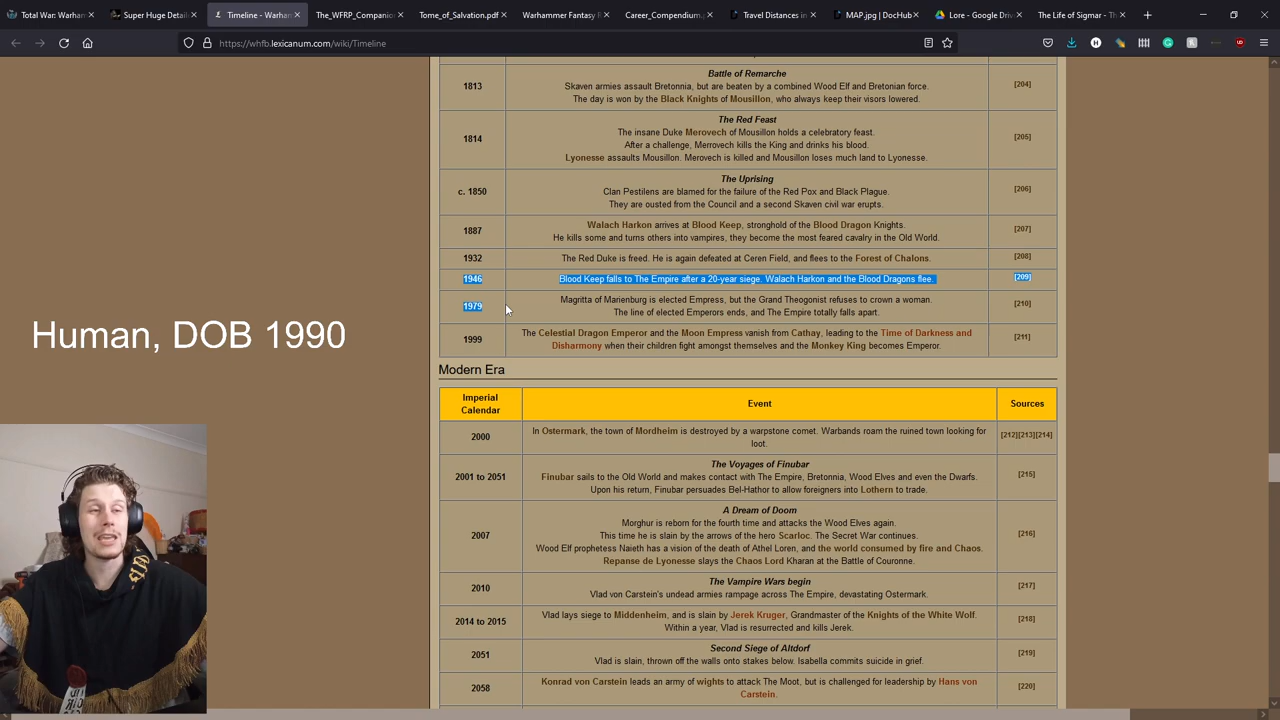 Total War: Warham
Super Huge Detaile
Timeline - Warham
The_WFRP_Companio
Tome_of_Salvation.pdf
Warhammer Fantasy R
Career_Compendium.p
Travel Distances in
MAP.jpg | DocHub
Lore - Google Driv
The Life of Sigmar - Th
https://whfb.lexicanum.com/wiki/Timeline
Battle of Remarche
1813
Skaven armies assault Bretonnia, but are beaten by a combined Wood Elf and Bretonian force.
[204]
The day is won by the Black Knights of Mousillon, who always keep their visors lowered.
The Red Feast
The insane Duke Merovech of Mousillon holds a celebratory feast.
1814
After a challenge, Merrovech kills the King and drinks his blood.
[205]
Lyonesse assaults Mousillon. Merovech is killed and Mousillon loses much land to Lyonesse.
The Uprising
c. 1850
Clan Pestilens are blamed for the failure of the Red Pox and Black Plague.
[206]
They are ousted from the Council and a second Skaven civil war erupts.
1887
Walach Harkon arrives at Blood Keep, stronghold of the Blood Dragon Knights.
[207]
He kills some and turns others into vampires, they become the most feared cavalry in the Old World.
1932 The Red Duke is freed. He is again defeated at Ceren Field, and flees to the Forest of Chalons. [208]
1946 Blood Keep falls to The Empire after a 20-year siege. Walach Harkon and the Blood Dragons flee. [209]
1979
Magritta of Marienburg is elected Empress, but the Grand Theogonist refuses to crown a woman.
[210]
The line of elected Emperors ends, and The Empire totally falls apart.
1999
The Celestial Dragon Emperor and the Moon Empress vanish from Cathay, leading to the Time of Darkness and
[211]
Disharmony when their children fight amongst themselves and the Monkey King becomes Emperor.
Human, DOB 1990
Modern Era
Imperial
Calendar
Event
Sources
2000
In Ostermark, the town of Mordheim is destroyed by a warpstone comet. Warbands roam the ruined town looking for
loot.
[212][213][214]
The Voyages of Finubar
2001 to 2051
Finubar sails to the Old World and makes contact with The Empire, Bretonnia, Wood Elves and even the Dwarfs.
[215]
Upon his return, Finubar persuades Bel-Hathor to allow foreigners into Lothern to trade.
A Dream of Doom
Morghur is reborn for the fourth time and attacks the Wood Elves again.
2007
This time he is slain by the arrows of the hero Scarloc. The Secret War continues.
[216]
Wood Elf prophetess Naieth has a vision of the death of Athel Loren, and the world consumed by fire and Chaos.
Repanse de Lyonesse slays the Chaos Lord Kharan at the Battle of Couronne.
The Vampire Wars begin
2010
[217]
Vlad von Carstein's undead armies rampage across The Empire, devastating Ostermark.
2014 to 2015
Vlad lays siege to Middenheim, and is slain by Jerek Kruger, Grandmaster of the Knights of the White Wolf.
[218]
Within a year, Vlad is resurrected and kills Jerek.
Second Siege of Altdorf
2051
[219]
Vlad is slain, thrown off the walls onto stakes below. Isabella commits suicide in grief.
2058
Konrad von Carstein leads an army of wights to attack The Moot, but is challenged for leadership by Hans von
Carstein.
[220]